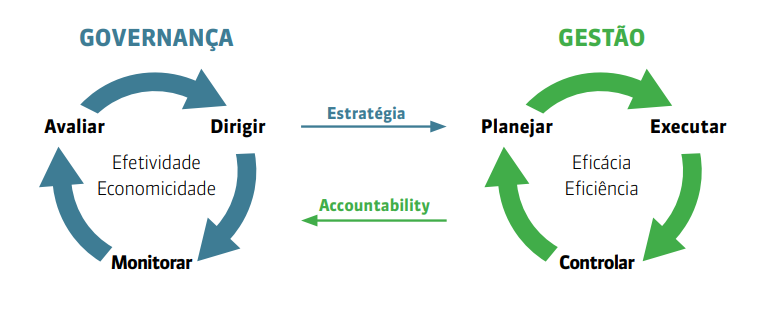 GOVERNANÇA
Avaliar
Dirigir
Efetividade
Economicidade
Monitorar
Estratégia
Accountability
GESTÃO
Planejar
Executar
Eficácia
Eficiência
Controlar